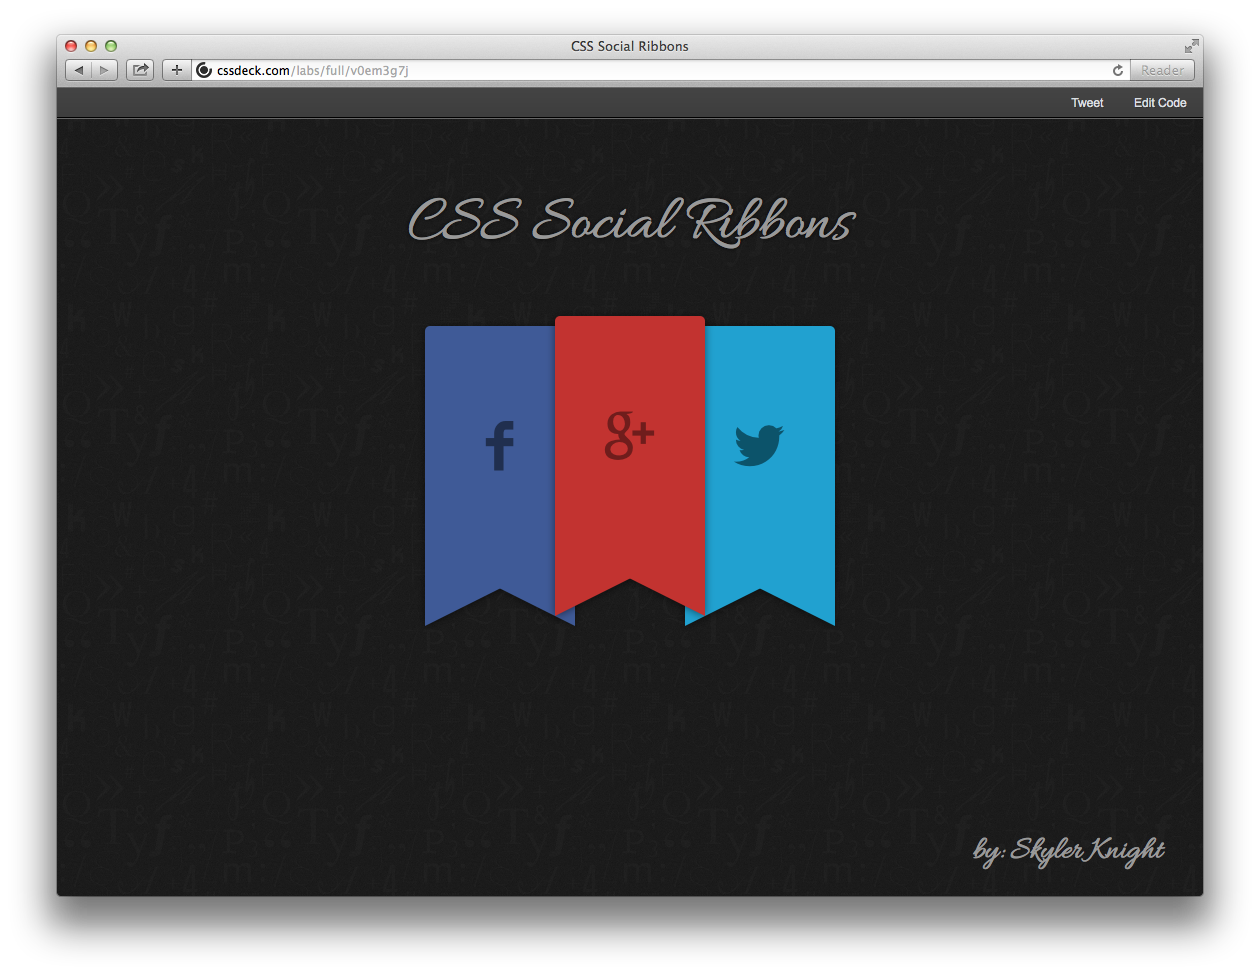 CSS Social Ribbons
cssdeck.com/labs/full/v0em3g7j
Reader
Tweet
Edit Code
CSS Social Ribbons
f
g+
by: Skyler Knight